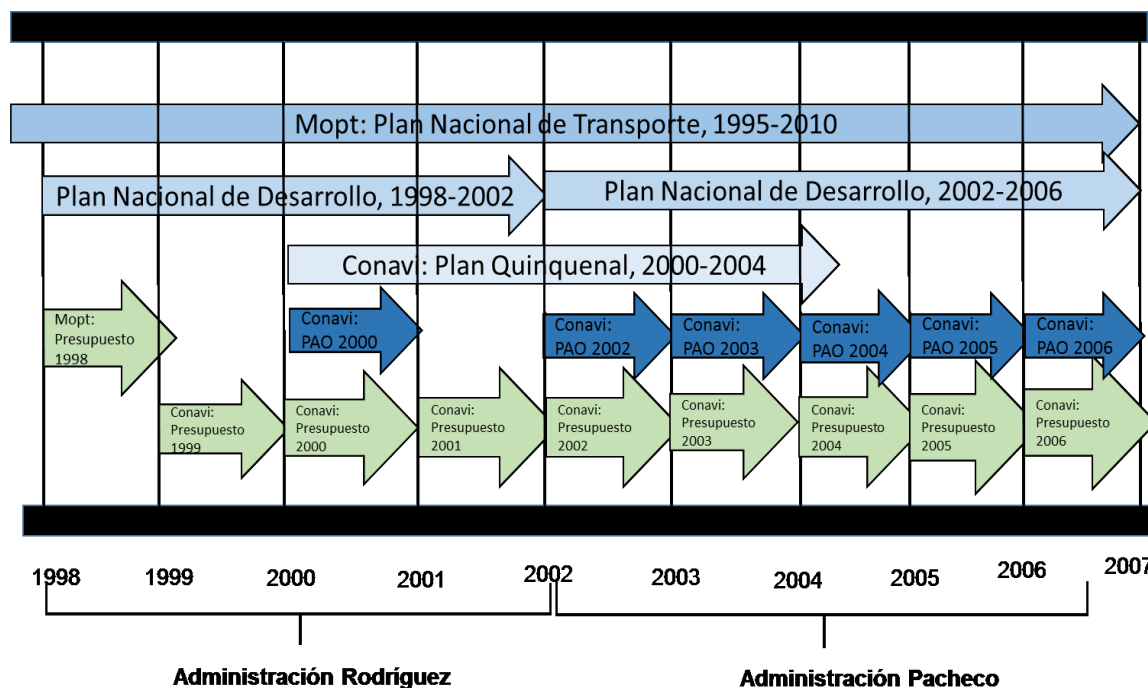 Mopt: Plan Nacional de Transporte, 1995-2010
Plan Nacional de Desarrollo, 1998-2002
Plan Nacional de Desarrollo, 2002-2006
Conavi: Plan Quinquenal, 2000-2004
Mopt:
Presupuesto
1998
Conavi:
PAO 2000
Conavi:
PAO 2002
Conavi:
PAO 2003
Conavi:
PAO 2004
Conavi:
PAO 2005
Conavi:
PAO 2006
Conavi:
Presupuesto
1999
Conavi:
Presupuesto
2000
Conavi:
Presupuesto
2001
Conavi:
Presupuesto
2002
Conavi:
Presupuesto
2003
Conavi:
Presupuesto
2004
Conavi:
Presupuesto
2005
Conavi:
Presupuesto
2006
1998 1999 2000 2001 2002 2003 2004 2005 2006 2007
Administración Rodríguez
Administración Pacheco